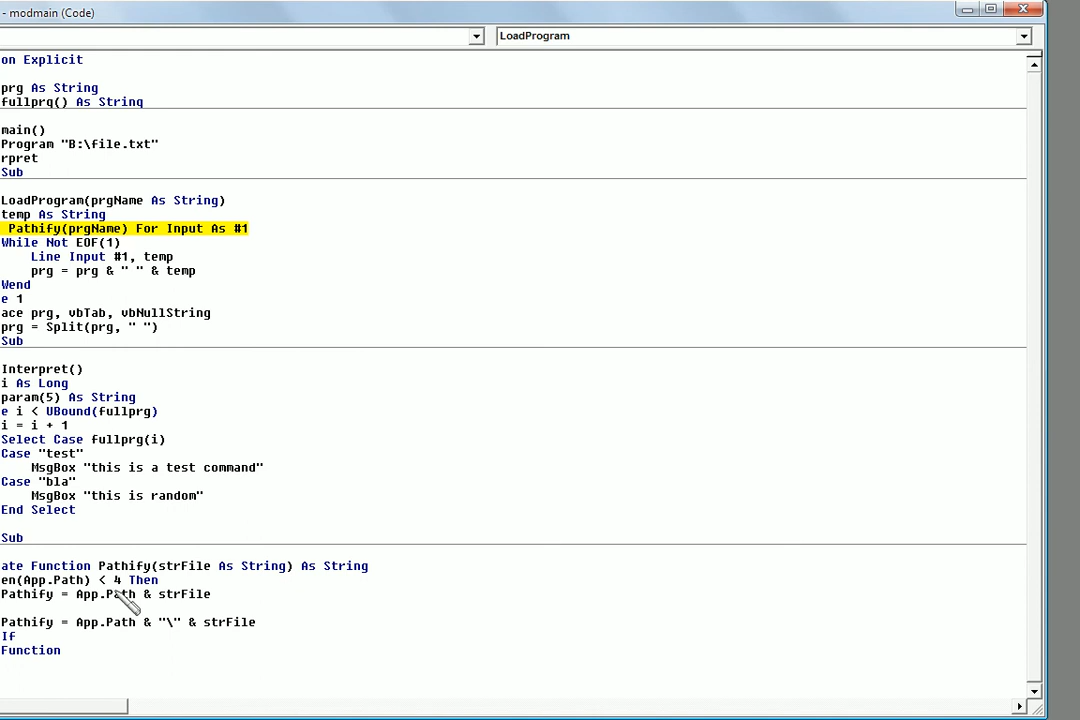 - modmain (Code)
LoadProgram
on Explicit
prg As String
fullprg() As String
main()
Program "B:\file.txt"
rpret
Sub
LoadProgram(prgName As String)
temp As String
Pathify(prgName) For Input As #1
While Not EOF(1)
Line Input #1, temp
prg = prg & " " & temp
Wend
e 1
ace prg, vbTab, vbNullString
prg = Split(prg, " ")
Sub
Interpret()
i As Long
param(5) As String
e i < UBound(fullprg)
i = i + 1
Select Case fullprg(i)
Case "test"
MsgBox "this is a test command"
Case "bla"
MsgBox "this is random"
End Select
Sub
ate Function Pathify(strFile As String) As String
en(App.Path) < 4 Then
Pathify = App.Path & strFile
Pathify = App.Path & "\" & strFile
If
Function